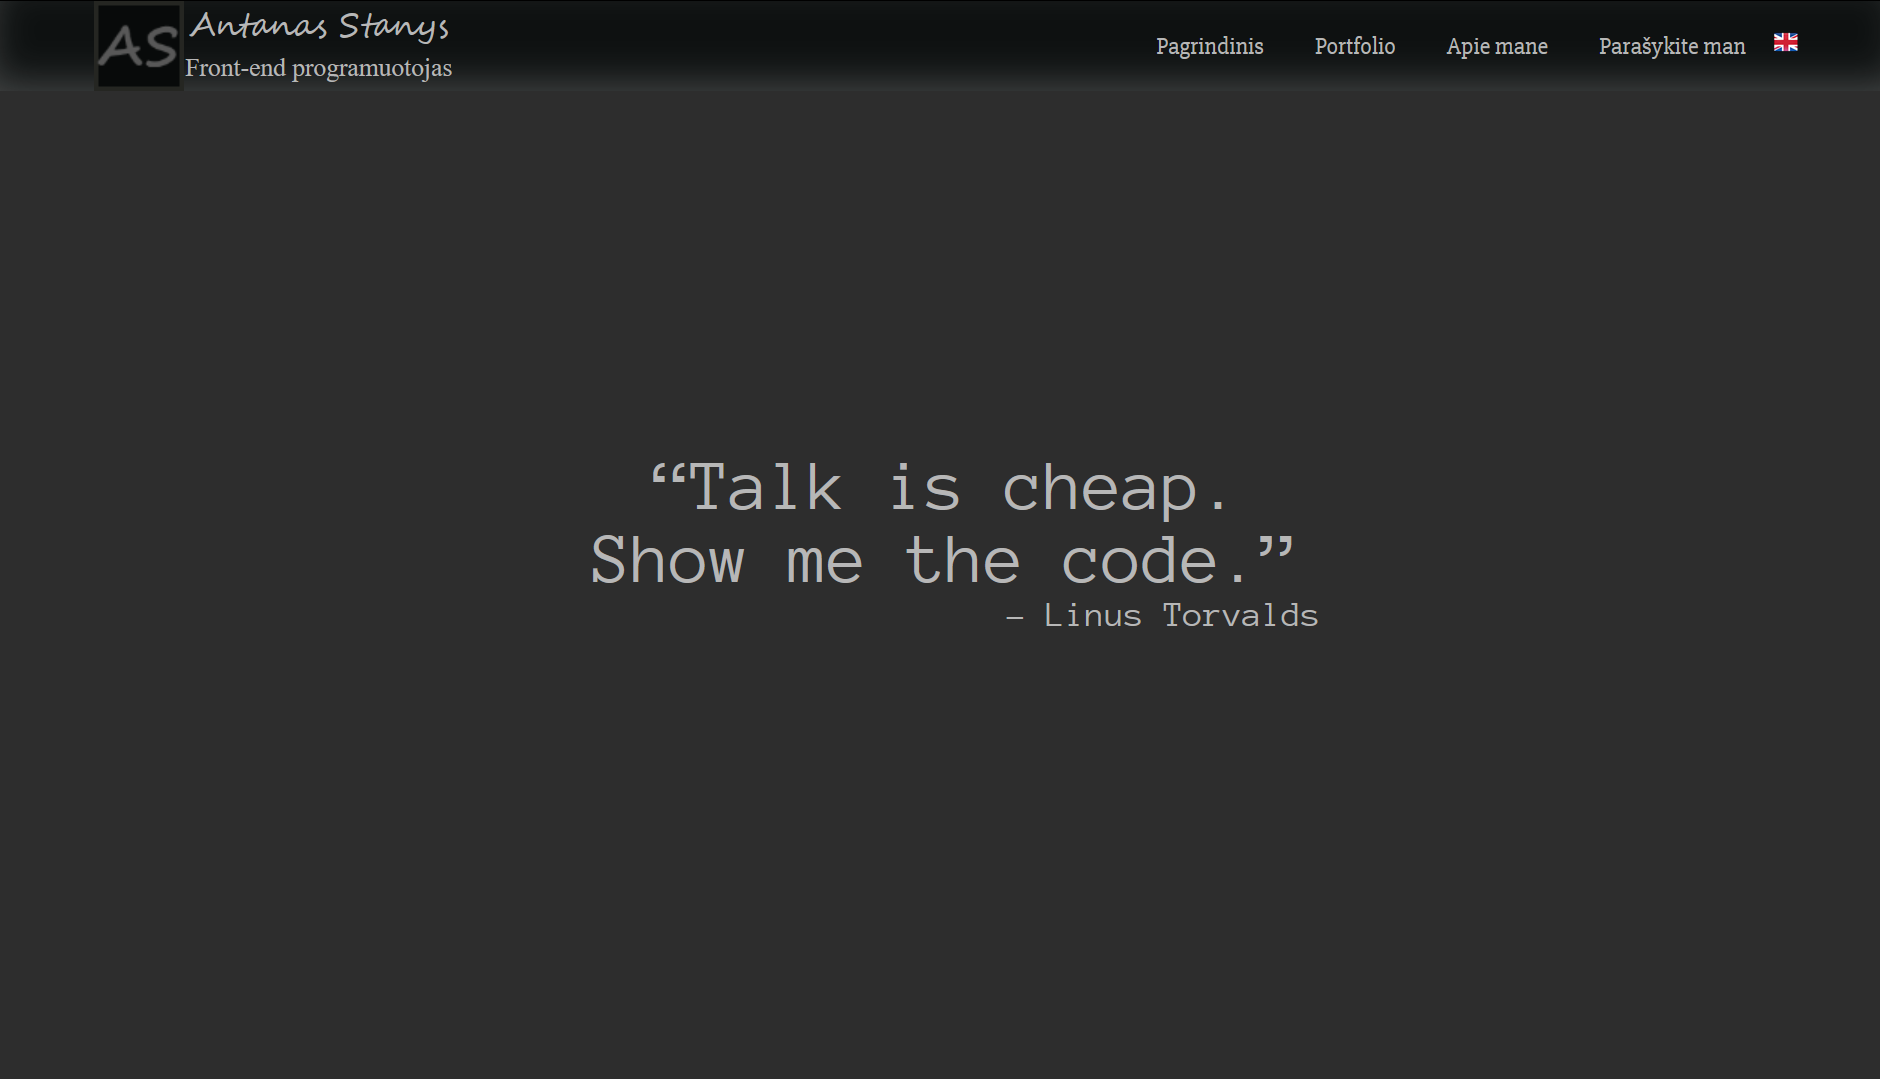 AS
Antanas Stanys
Front-end programuotojas
Pagrindinis
Portfolio
Apie mane
Parašykite man
“Talk is cheap.
Show me the code.”
– Linus Torvalds